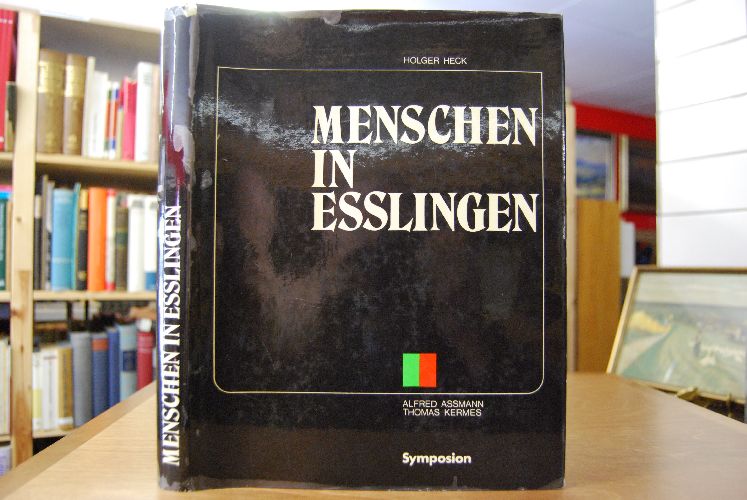 HOLGER HECK
MENSCHEN
IN
ESSLINGEN
ALFRED ASSMANN
THOMAS KERMES
Symposion
MENSCHEN IN ESSLINGEN